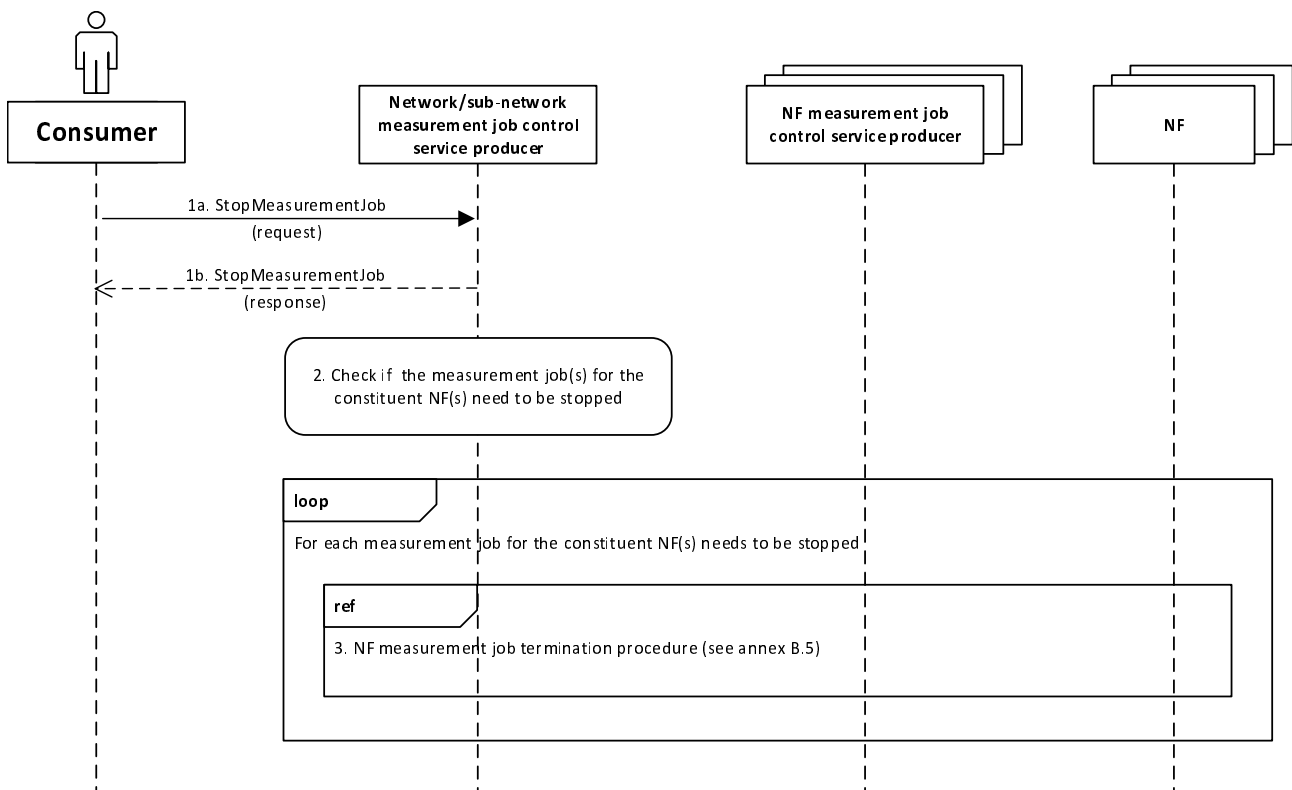 Consumer
Network/sub-network
measurement job control
service producer
NF measurement job
control service producer
NF
1a. StopMeasurementJob
(request)
1b. StopMeasurementJob
(response)
2. Check if the measurement job(s) for the
constituent NF(s) need to be stopped
loop
For each measurement job for the constituent NF(s) needs to be stopped
ref
3. NF measurement job termination procedure (see annex B.5)